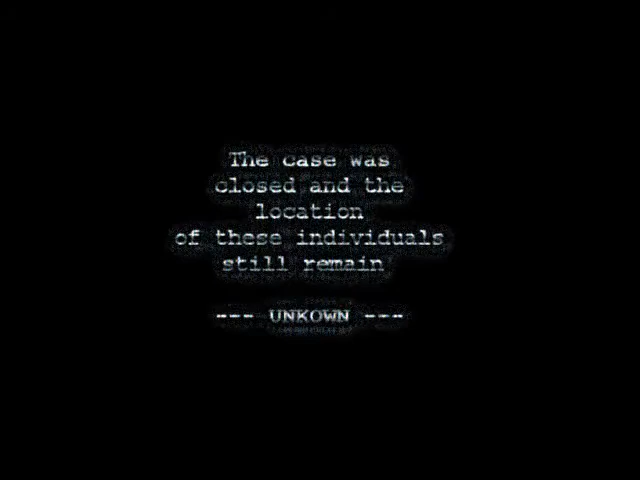 The case was
closed and the
location
of these individuals
still remain
--- UNKOWN ---